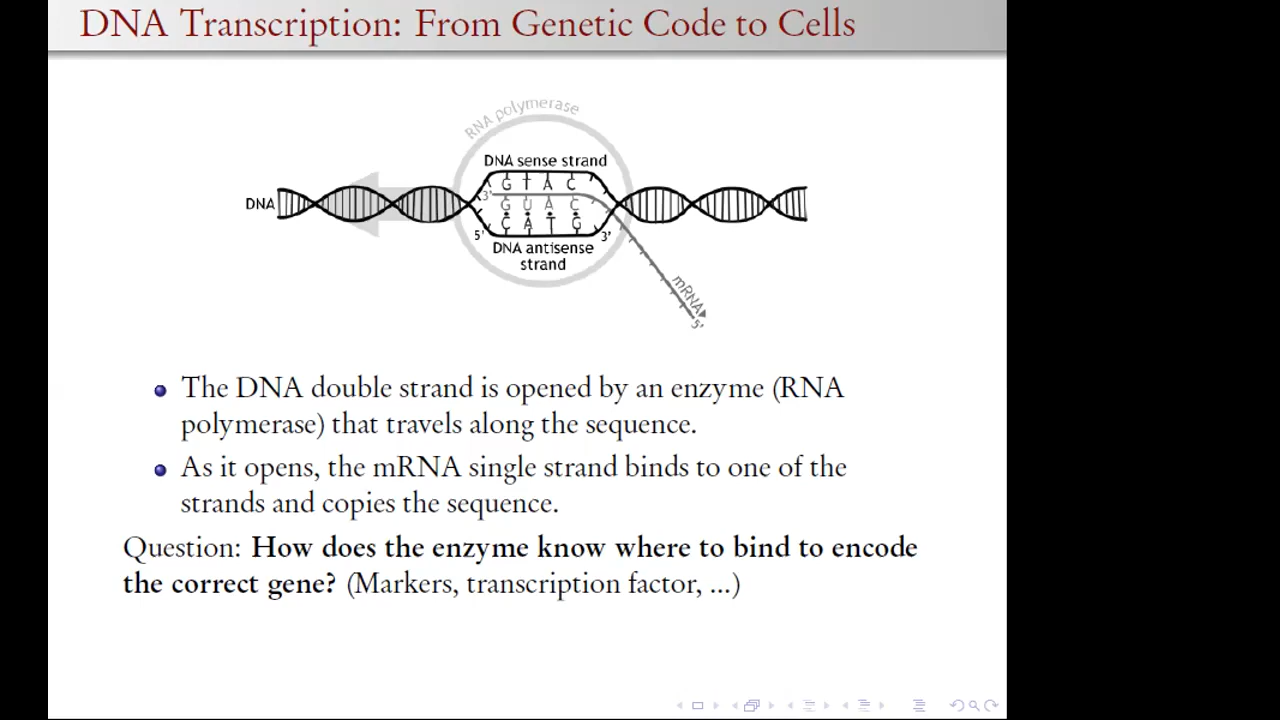 DNA Transcription: From Genetic Code to Cells
RNA polymerase
DNA sense strand
G T A C
DNA
3'
G U A C
C A T G
5'
3'
DNA antisense
strand
mRNA
5'
The DNA double strand is opened by an enzyme (RNA
polymerase) that travels along the sequence.
As it opens, the mRNA single strand binds to one of the
strands and copies the sequence.
Question: How does the enzyme know where to bind to encode
the correct gene? (Markers, transcription factor, ...)